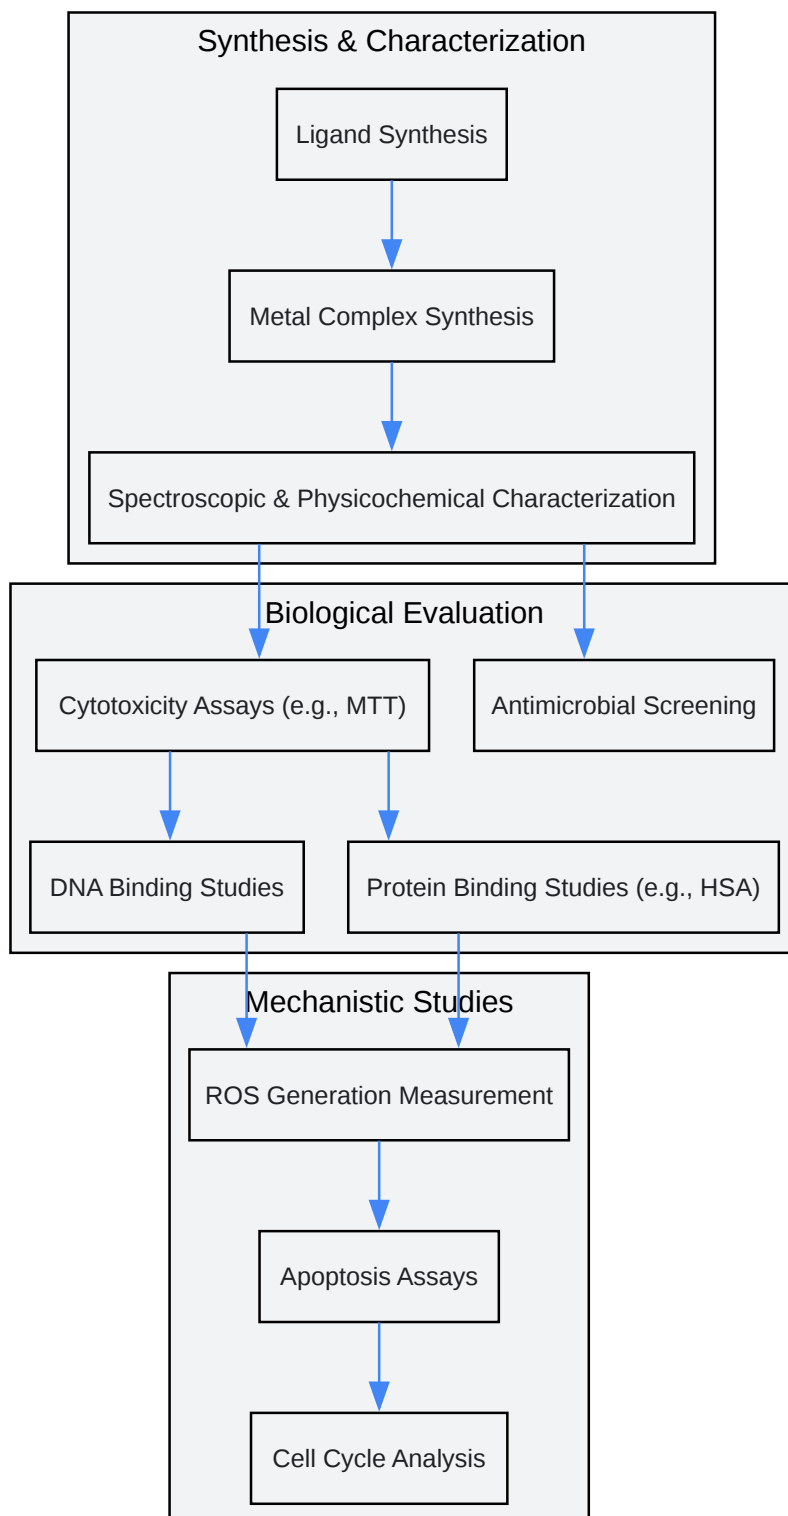 Synthesis & Characterization
Ligand Synthesis
Metal Complex Synthesis
Spectroscopic & Physicochemical Characterization
Biological Evaluation
Cytotoxicity Assays (e.g., MTT)
Antimicrobial Screening
DNA Binding Studies
Protein Binding Studies (e.g., HSA)
Mechanistic Studies
ROS Generation Measurement
Apoptosis Assays
Cell Cycle Analysis